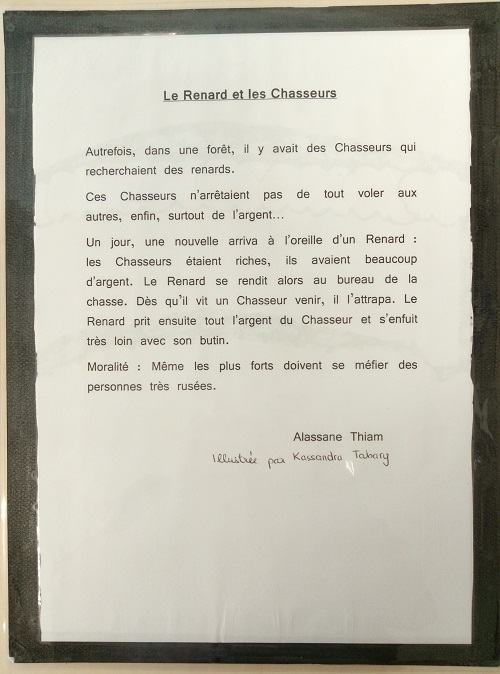 Le Renard et les Chasseurs
Autrefois, dans une forêt, il y avait des Chasseurs qui
recherchaient des renards.
Ces Chasseurs n'arrêtaient pas de tout voler aux
autres, enfin, surtout de l'argent...
Un jour, une nouvelle arriva à l'oreille d'un Renard :
les Chasseurs étaient riches, ils avaient beaucoup
d'argent. Le Renard se rendit alors au bureau de la
chasse. Dès qu'il vit un Chasseur venir, il l'attrapa. Le
Renard prit ensuite tout l'argent du Chasseur et s'enfuit
très loin avec son butin.
Moralité : Même les plus forts doivent se méfier des
personnes très rusées.
Alassane Thiam
Illustrée par Kassandra Tabary